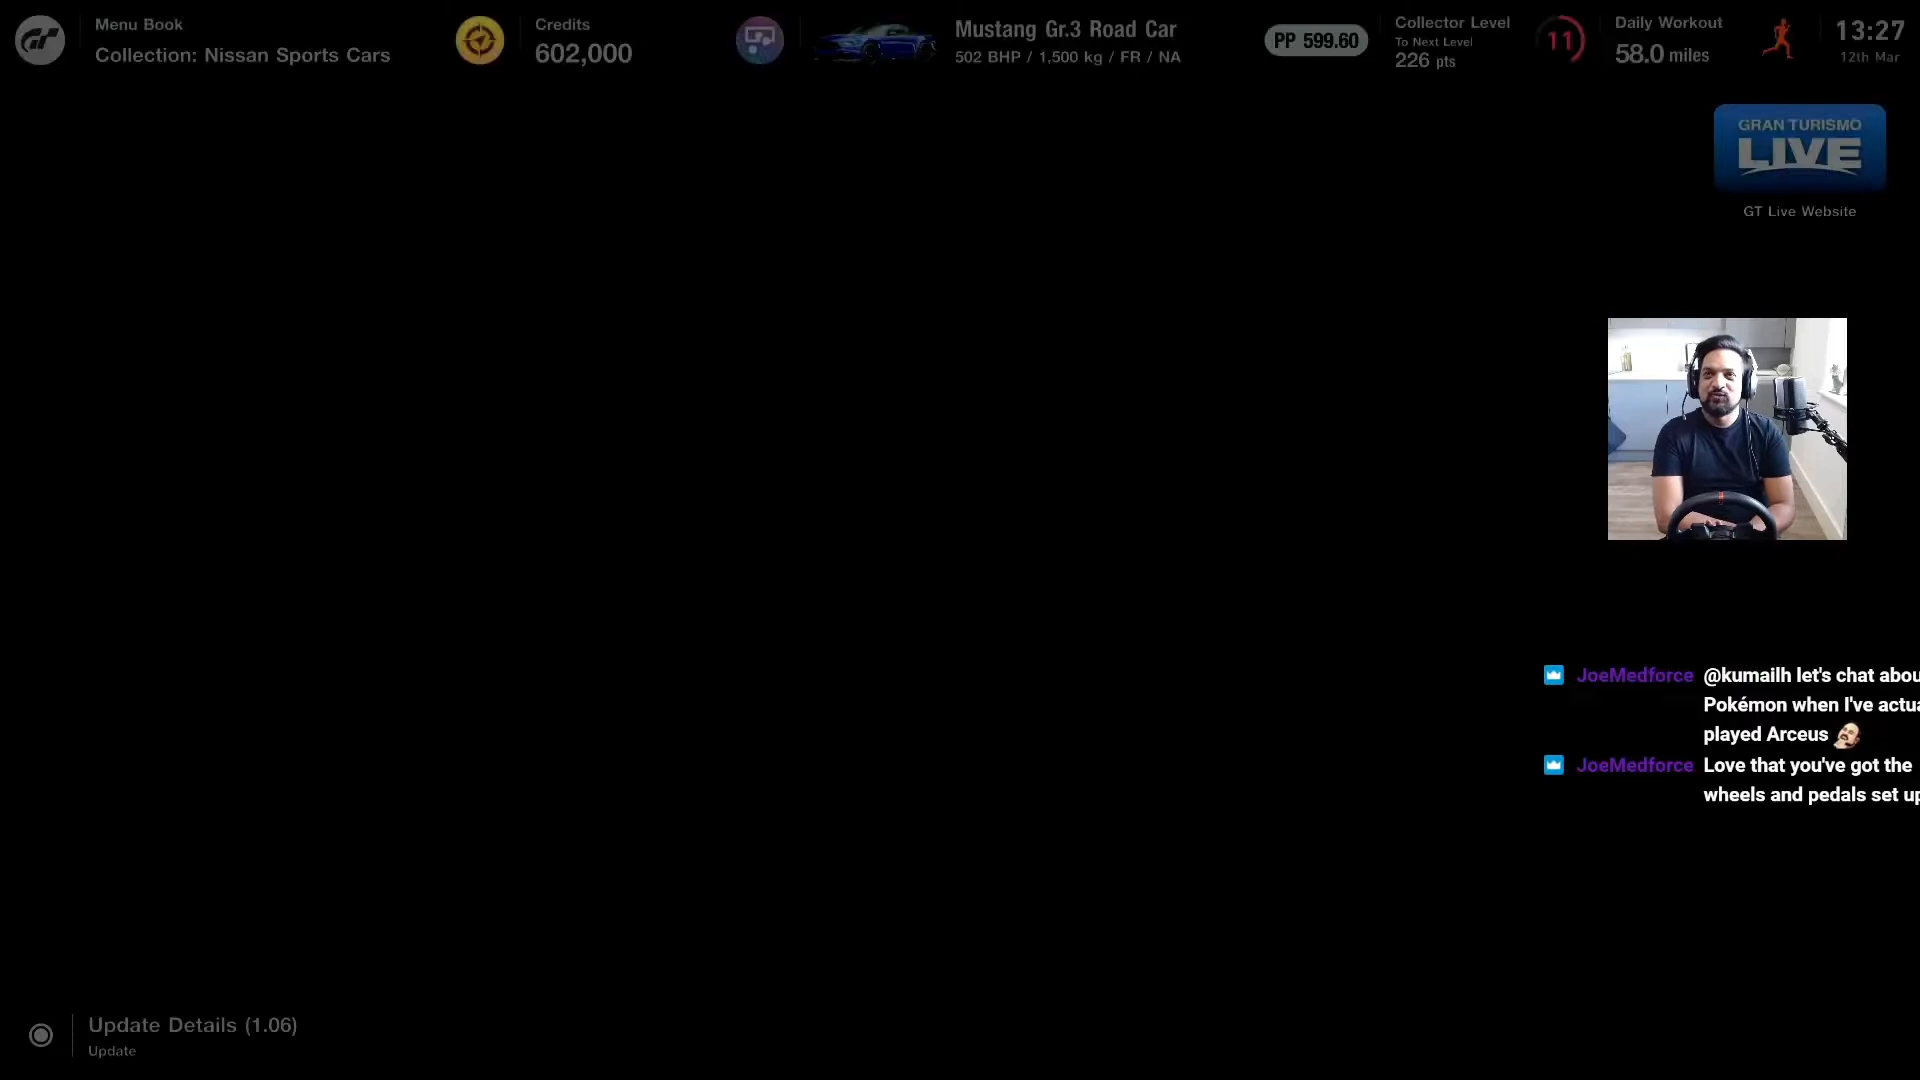 Menu Book
Collection: Nissan Sports Cars
Credits
602,000
Mustang Gr.3 Road Car
502 BHP / 1,500 kg / FR / NA
PP 599.60
Collector Level
To Next Level
226 pts
11
Daily Workout
58.0 miles
13:27
12th Mar
GRAN TURISMO
LIVE
GT Live Website
JoeMedforce @kumailh let's chat abou
Pokémon when I've actua
played Arceus
JoeMedforce Love that you've got the
wheels and pedals set up
Update Details (1.06)
Update